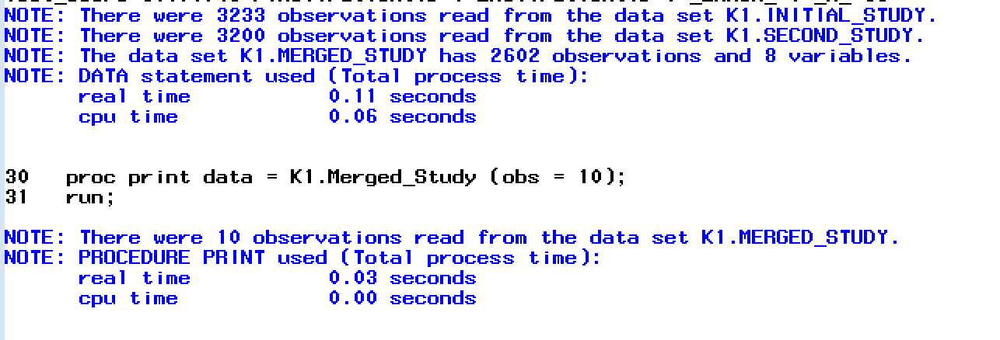 NOTE: There were 3233 observations read from the data set K1.INITIAL_STUDY.
NOTE: There were 3200 observations read from the data set K1.SECOND_STUDY.
NOTE: The data set K1.MERGED_STUDY has 2602 observations and 8 variables.
NOTE: DATA statement used (Total process time):
      real time           0.11 seconds
      cpu time            0.06 seconds
30   proc print data = K1.Merged_Study (obs = 10);
31   run;
NOTE: There were 10 observations read from the data set K1.MERGED_STUDY.
NOTE: PROCEDURE PRINT used (Total process time):
      real time           0.03 seconds
      cpu time            0.00 seconds